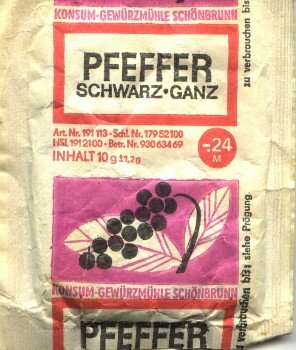 KONSUM-GEWÜRZMÜHLE SCHÖNBRUNN
PFEFFER
SCHWARZ·GANZ
Art. Nr. 191 113 · Schl. Nr. 179 52 100
HSL 191 2100 · Betr. Nr. 930 634 69
INHALT 10 g ±1,2g
-,24
M
KONSUM-GEWÜRZMÜHLE SCHÖNBRUNN
PFEFFER
zu verbrauchen bis
verbrauchen bis: siehe Prägung